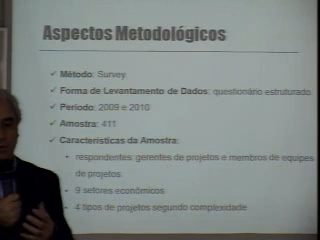 Aspectos Metodológicos
✓ Método: Survey
✓ Forma de Levantamento de Dados: questionário estruturado
✓ Período: 2009 e 2010
✓ Amostra: 411
✓ Características da Amostra:
• respondentes: gerentes de projetos e membros de equipes
de projetos
• 9 setores econômicos
• 4 tipos de projetos segundo complexidade